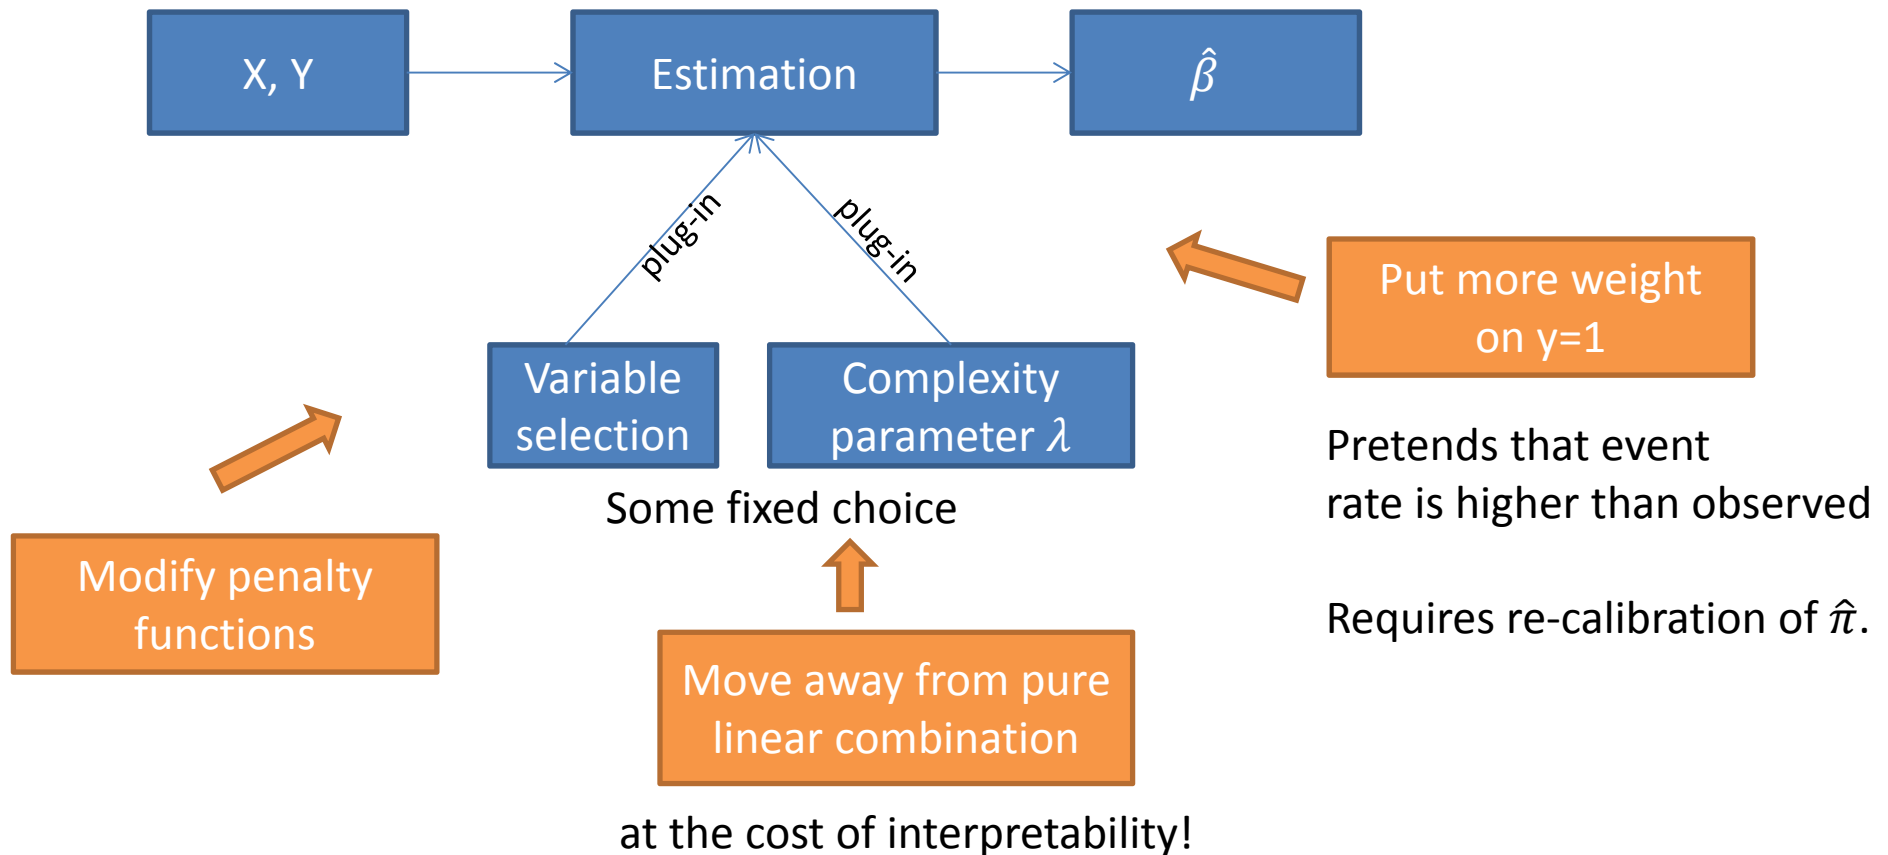 X, Y
Estimation
β̂
plug-in
plug-in
Put more weight
on y=1
Variable
selection
Complexity
parameter λ
Pretends that event
rate is higher than observed
Some fixed choice
Modify penalty
functions
Requires re-calibration of π̂.
Move away from pure
linear combination
at the cost of interpretability!